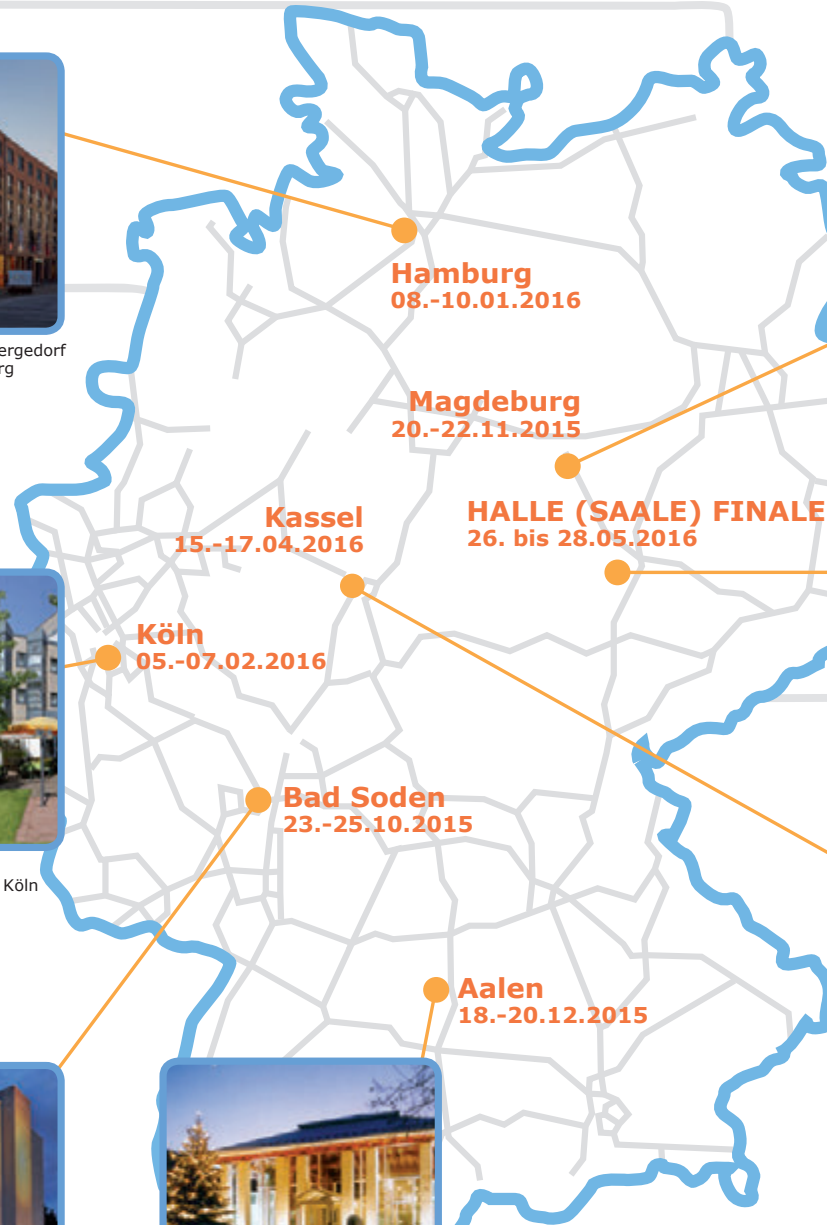 Hamburg
08.-10.01.2016
ergedorf
rg
Magdeburg
20.-22.11.2015
Kassel
15.-17.04.2016
HALLE (SAALE) FINALE
26. bis 28.05.2016
Köln
05.-07.02.2016
Bad Soden
23.-25.10.2015
Köln
Aalen
18.-20.12.2015